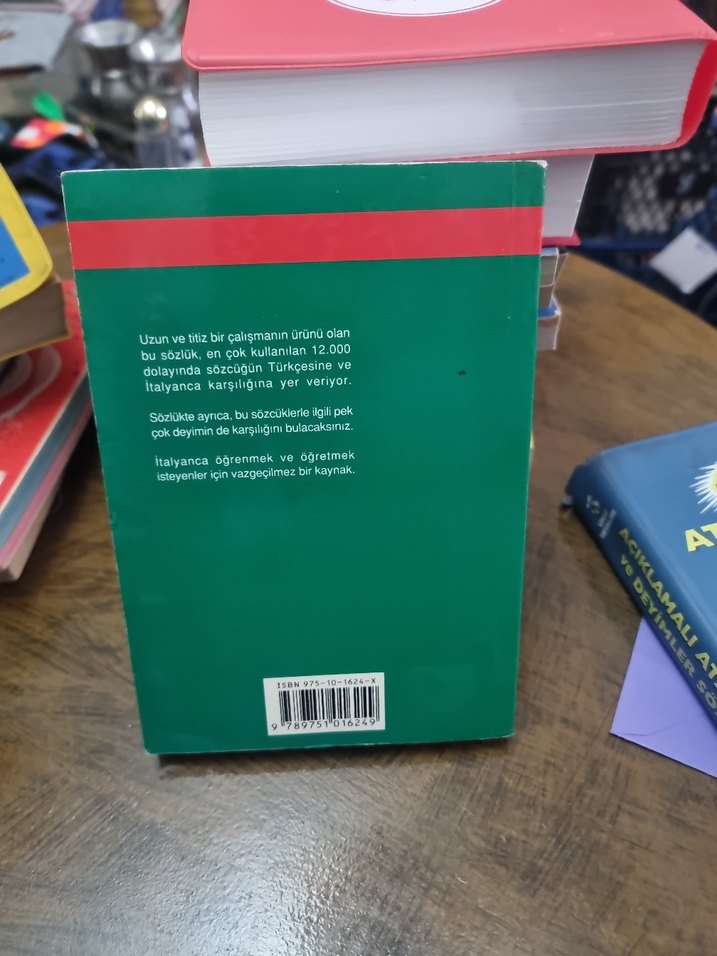 Uzun ve titiz bir çalışmanın ürünü olan
bu sözlük, en çok kullanılan 12.000
dolayında sözcüğün Türkçesine ve
İtalyanca karşılığına yer veriyor.
Sözlükte ayrıca, bu sözcüklerle ilgili pek
çok deyimin de karşılığını bulacaksınız.
İtalyanca öğrenmek ve öğretmek
isteyenler için vazgeçilmez bir kaynak.
ISBN 975-10-1624-X
9 789751 016249
AÇIKLAMALI
ve DEYİMLER